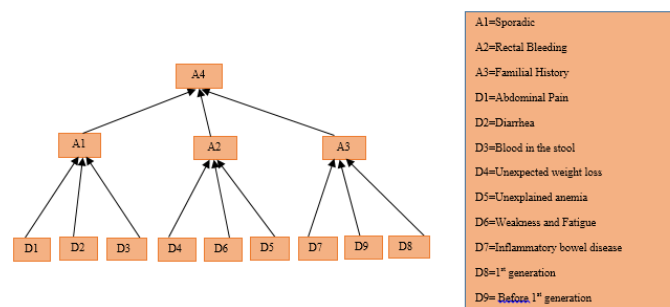 A4
A1
A2
A3
D1
D2
D3
D4
D6
D5
D7
D9
D8
A1=Sporadic
A2=Rectal Bleeding
A3=Familial History
D1=Abdominal Pain
D2=Diarrhea
D3=Blood in the stool
D4=Unexpected weight loss
D5=Unexplained anemia
D6=Weakness and Fatigue
D7=Inflammatory bowel disease
D8=1st generation
D9= Before 1st generation